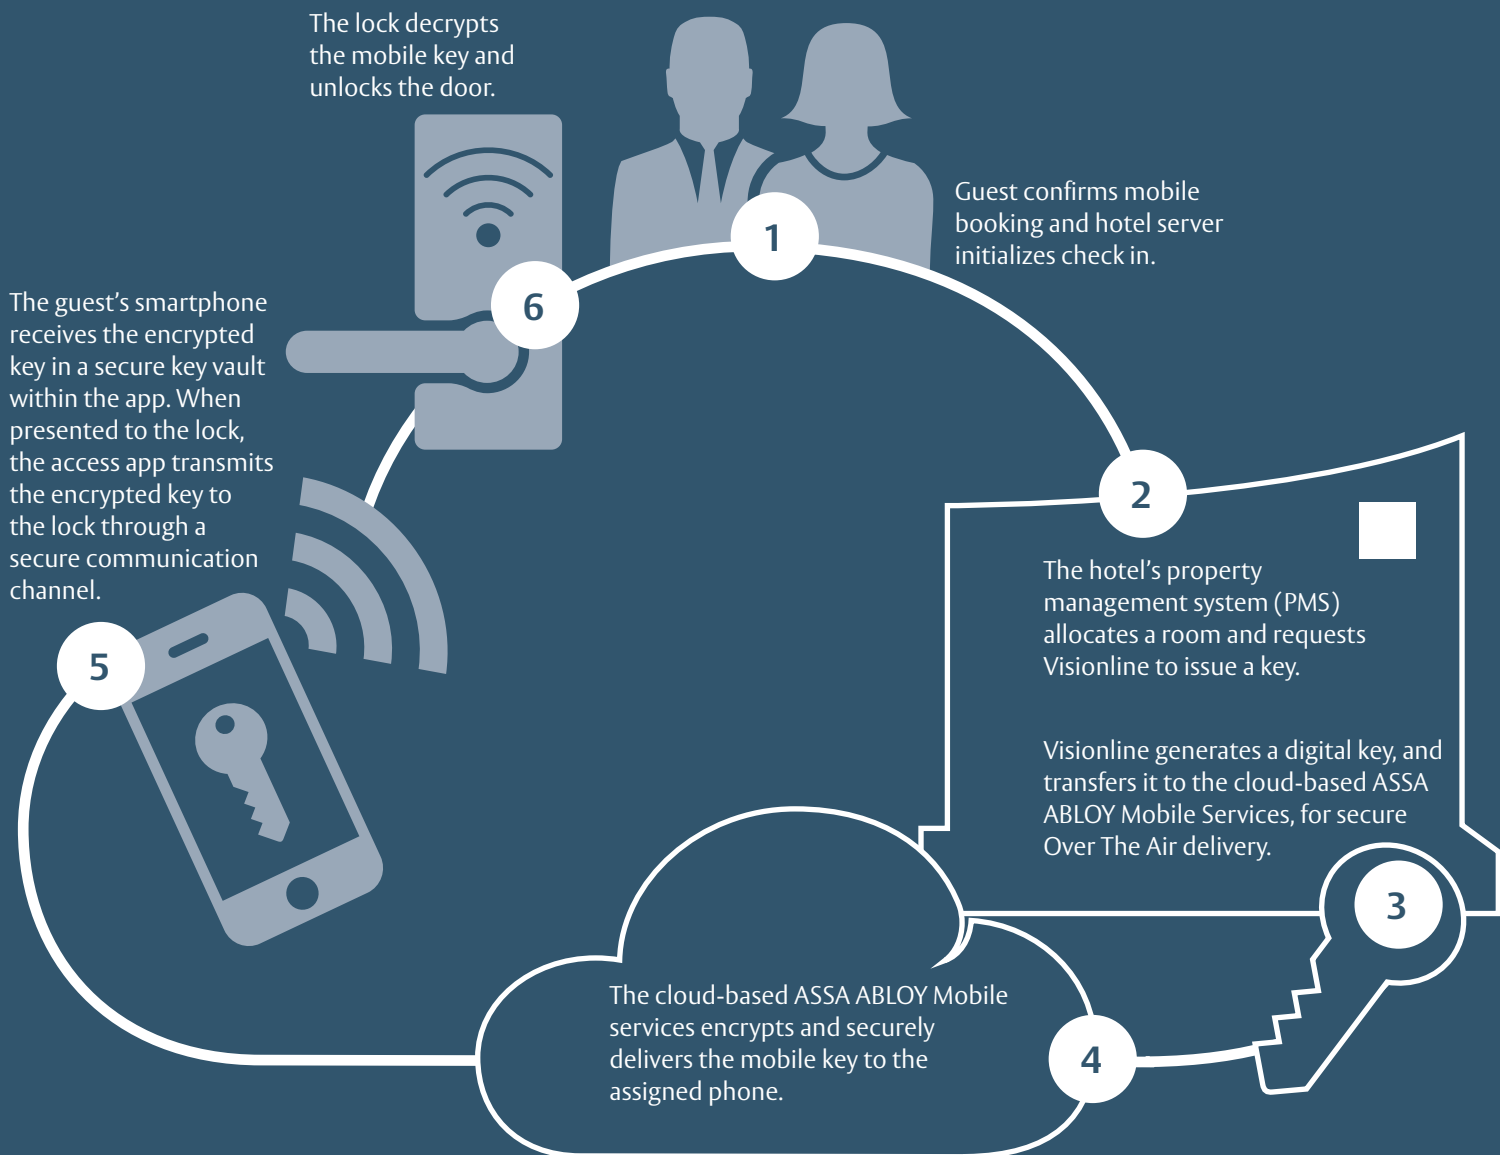 1
Guest confirms mobile
booking and hotel server
initializes check in.
2
The hotel's property
management system (PMS)
allocates a room and requests
Visionline to issue a key.
3
Visionline generates a digital key, and
transfers it to the cloud-based ASSA
ABLOY Mobile Services, for secure
Over The Air delivery.
4
The cloud-based ASSA ABLOY Mobile
services encrypts and securely
delivers the mobile key to the
assigned phone.
5
The guest's smartphone
receives the encrypted
key in a secure key vault
within the app. When
presented to the lock,
the access app transmits
the encrypted key to
the lock through a
secure communication
channel.
6
The lock decrypts
the mobile key and
unlocks the door.